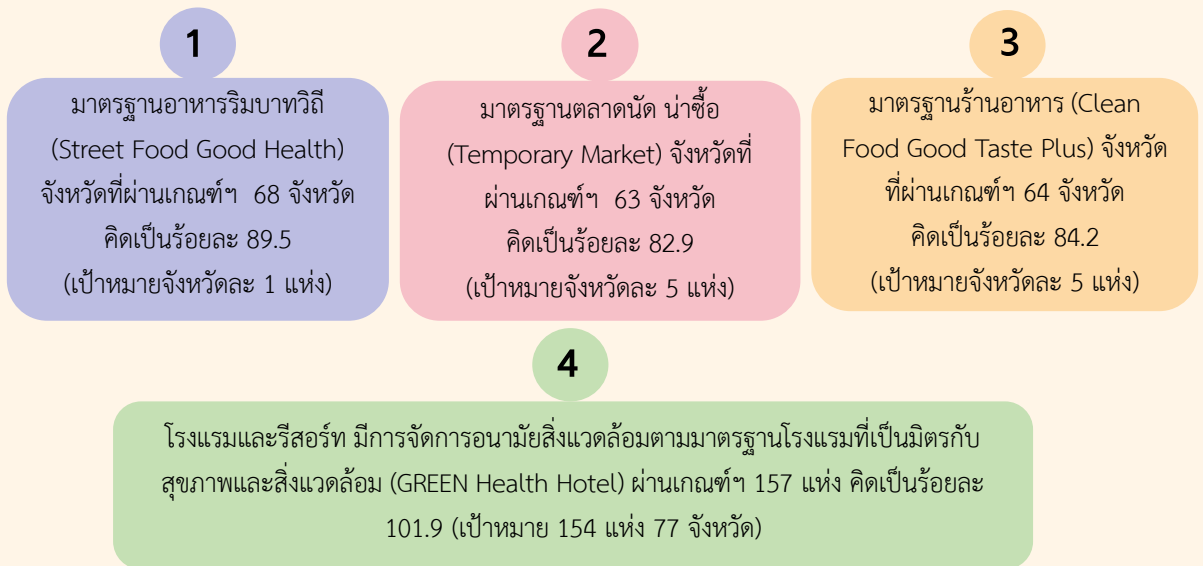 1
มาตรฐานอาหารริมบาทวิถี
(Street Food Good Health)
จังหวัดที่ผ่านเกณฑ์ฯ 68 จังหวัด
คิดเป็นร้อยละ 89.5
(เป้าหมายจังหวัดละ 1 แห่ง)
2
มาตรฐานตลาดนัด น่าซื้อ
(Temporary Market) จังหวัดที่
ผ่านเกณฑ์ฯ 63 จังหวัด
คิดเป็นร้อยละ 82.9
(เป้าหมายจังหวัดละ 5 แห่ง)
3
มาตรฐานร้านอาหาร (Clean
Food Good Taste Plus) จังหวัด
ที่ผ่านเกณฑ์ฯ 64 จังหวัด
คิดเป็นร้อยละ 84.2
(เป้าหมายจังหวัดละ 5 แห่ง)
4
โรงแรมและรีสอร์ท มีการจัดการอนามัยสิ่งแวดล้อมตามมาตรฐานโรงแรมที่เป็นมิตรกับ
สุขภาพและสิ่งแวดล้อม (GREEN Health Hotel) ผ่านเกณฑ์ฯ 157 แห่ง คิดเป็นร้อยละ
101.9 (เป้าหมาย 154 แห่ง 77 จังหวัด)